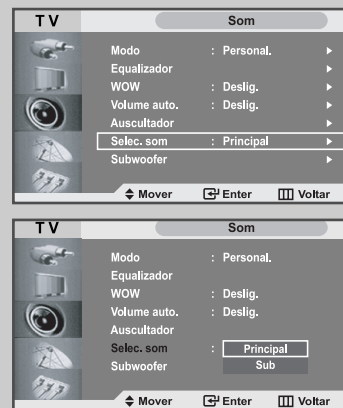 TV Som
Modo : Personal.
Equalizador
WOW : Deslig.
Volume auto. : Deslig.
Auscultador
Selec. som : Principal
Subwoofer
Mover Enter Voltar
TV Som
Modo : Personal.
Equalizador
WOW : Deslig.
Volume auto. : Deslig.
Auscultador
Selec. som : Principal
Subwoofer Sub
Mover Enter Voltar